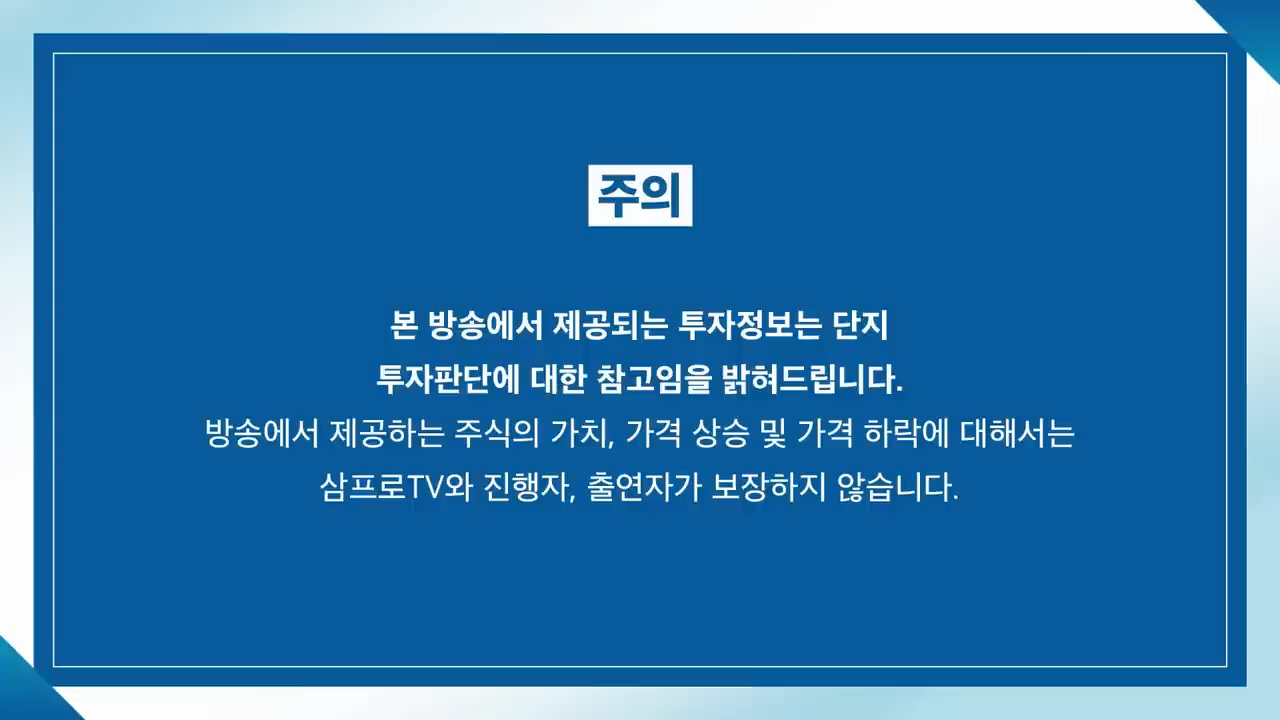 주의
본 방송에서 제공되는 투자정보는 단지
투자판단에 대한 참고임을 밝혀드립니다.
방송에서 제공하는 주식의 가치, 가격 상승 및 가격 하락에 대해서는
삼프로TV와 진행자, 출연자가 보장하지 않습니다.